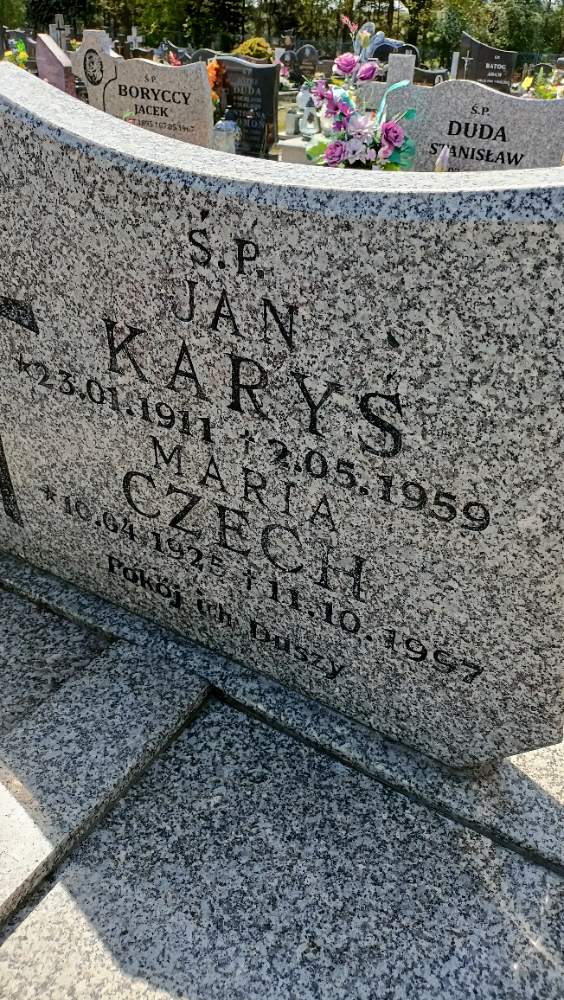 Ś.P.
BORYCCY
JACEK
Ś.P.
DUDA
STANISŁAW
BATOG
Ś.P.
JAN
KARYŚ
*23.01.1911 †2.05.1959
MARIA
CZECH
*10.04.1925 †11.10.1997
Pokój ich Duszy